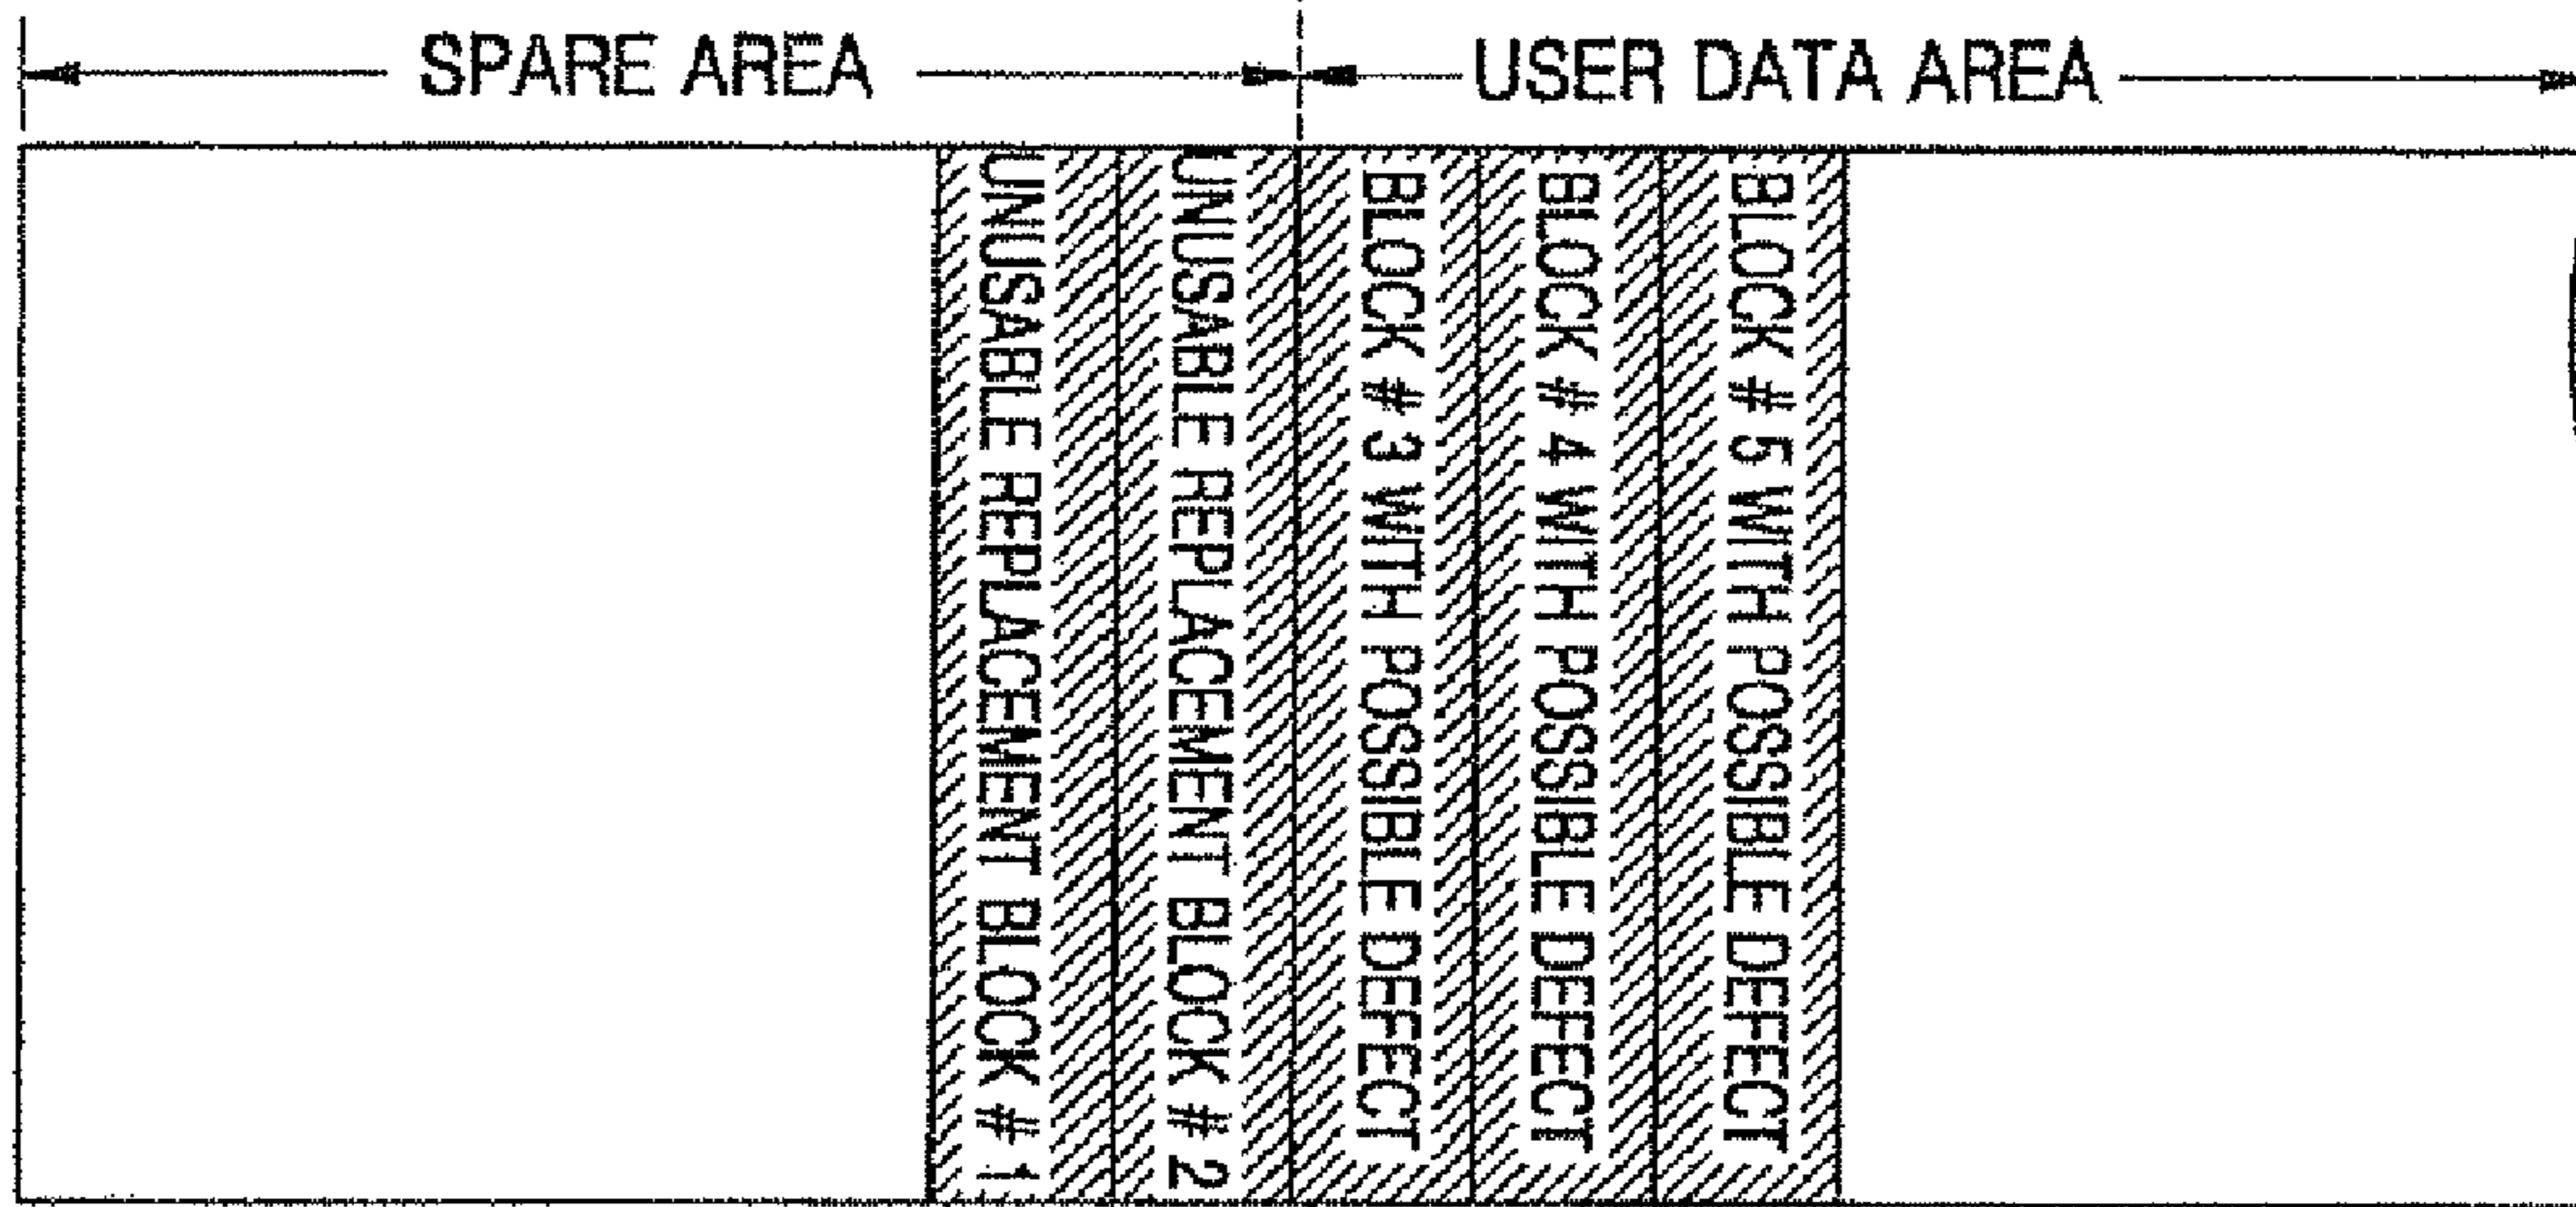 SPARE AREA
USER DATA AREA
UNUSABLE REPLACEMENT BLOCK # 1
UNUSABLE REPLACEMENT BLOCK # 2
BLOCK # 3 WITH POSSIBLE DEFECT
BLOCK # 4 WITH POSSIBLE DEFECT
BLOCK # 5 WITH POSSIBLE DEFECT